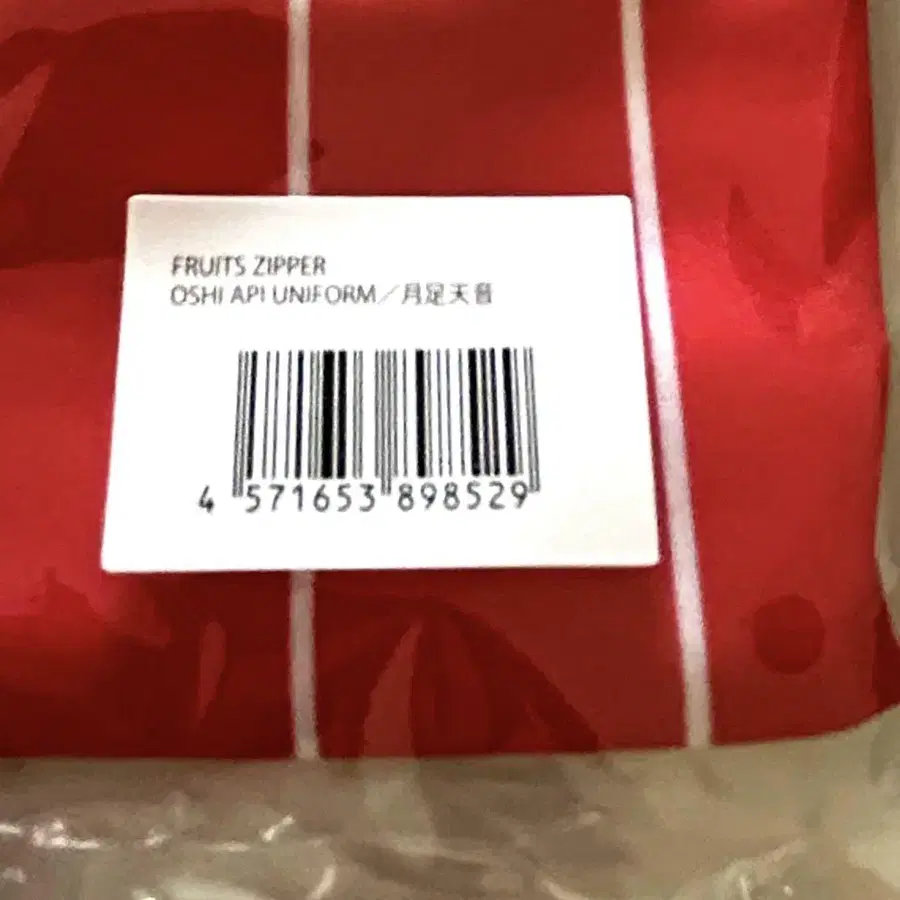 FRUITS ZIPPER
OSHI API UNIFORM／月足天音
4 571653 898529